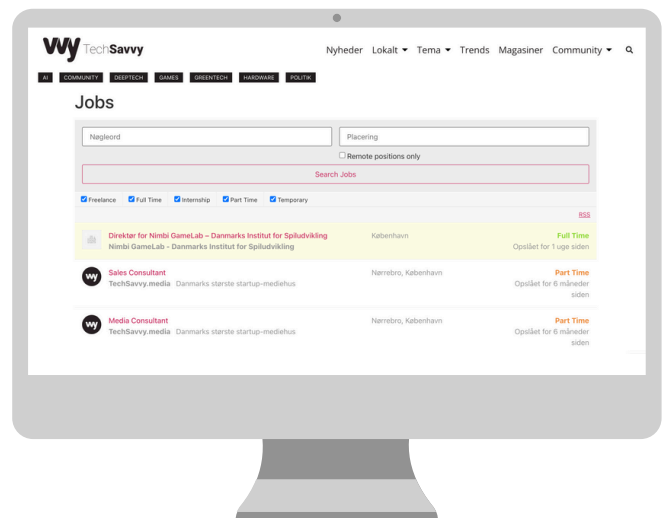 TechSavvy
Nyheder Lokalt Tema Trends Magasiner Community
AI COMMUNITY DEEPTECH GAMES GREENTECH HARDWARE POLITIK
Jobs
Nøgleord Placering
Remote positions only
Search Jobs
Freelance Full Time Internship Part Time Temporary
RSS
Direktør for Nimbi GameLab – Danmarks Institut for Spiludvikling København Full Time
Nimbi GameLab - Danmarks Institut for Spiludvikling Opslået for 1 uge siden
Sales Consultant Nørrebro, København Part Time
TechSavvy.media Danmarks største startup-mediehus Opslået for 6 måneder
siden
Media Consultant Nørrebro, København Part Time
TechSavvy.media Danmarks største startup-mediehus Opslået for 6 måneder
siden